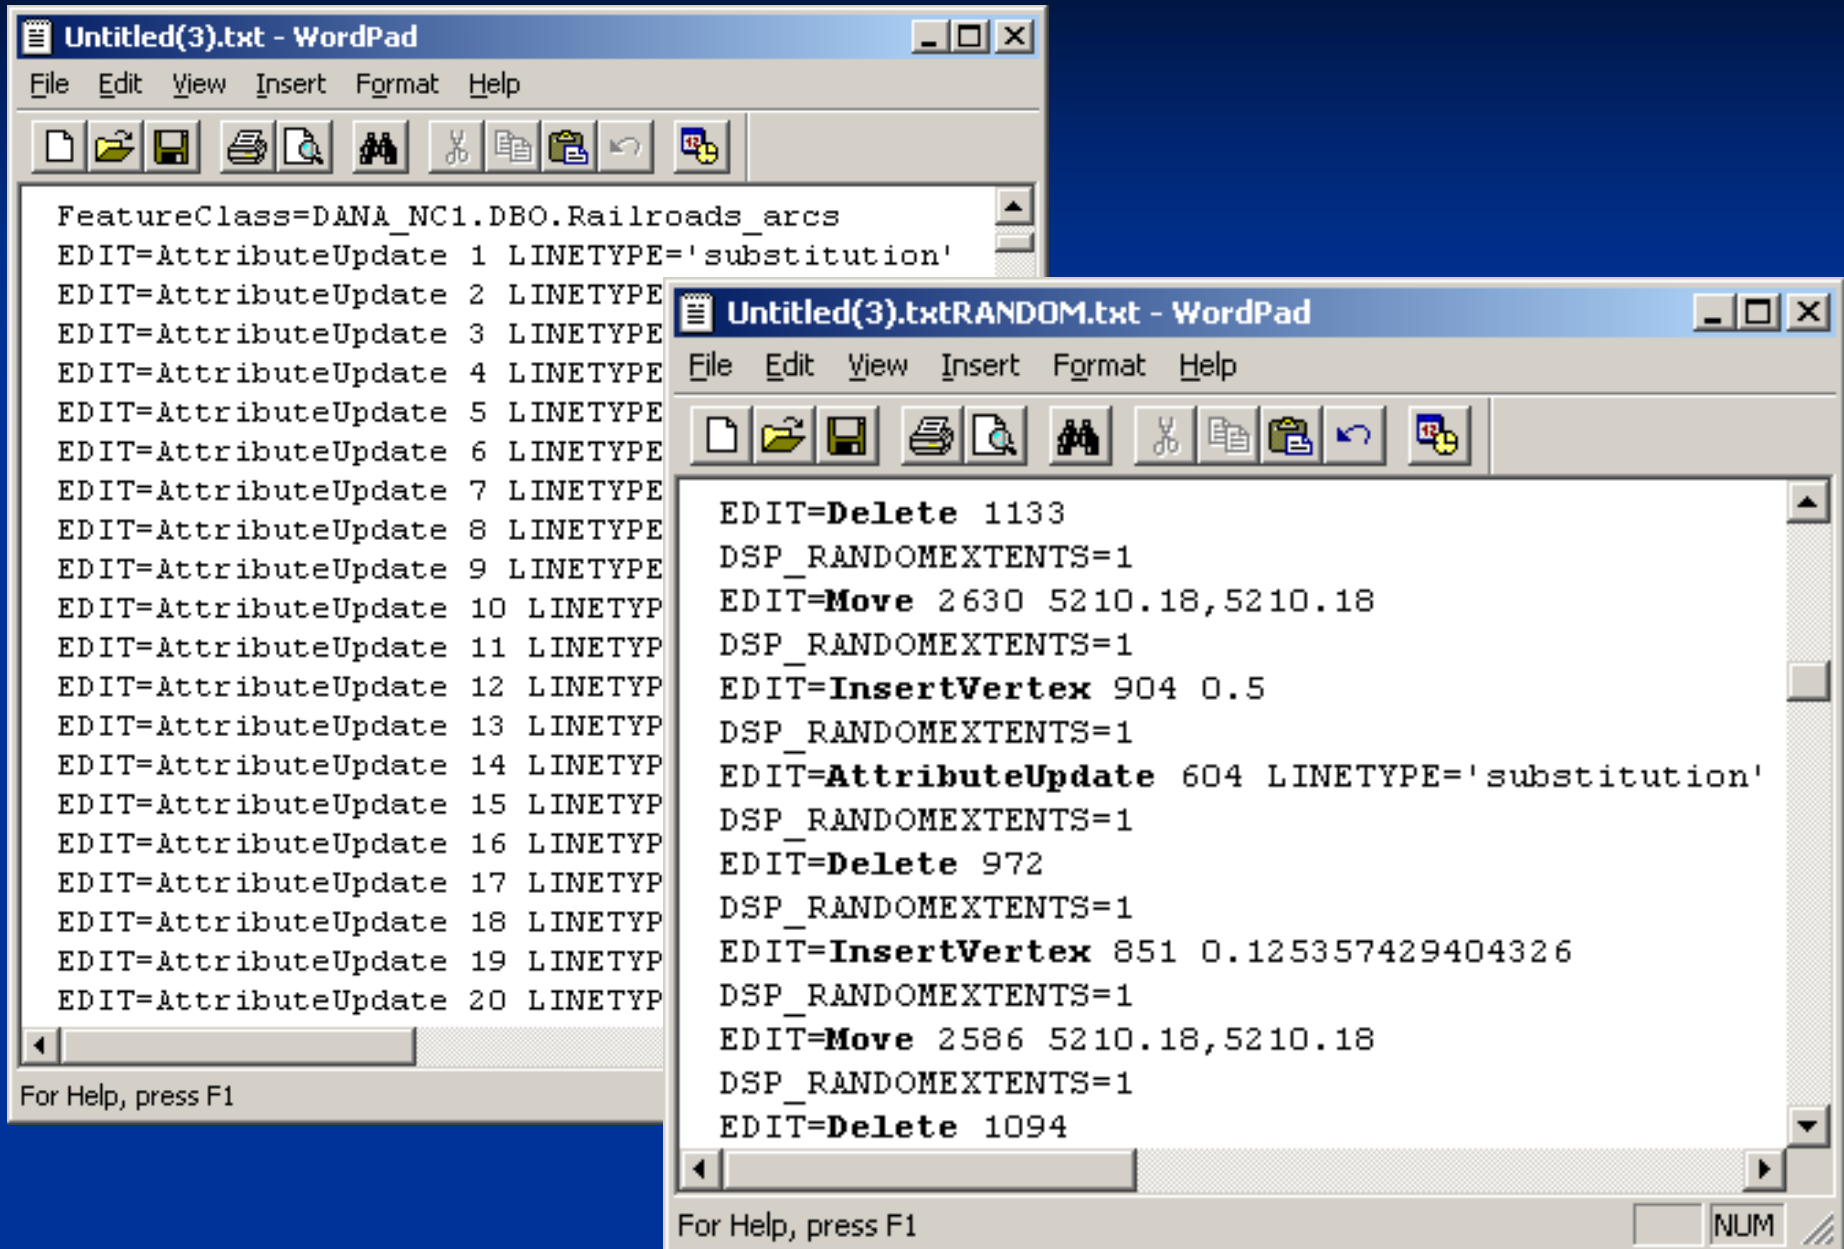 Untitled(3).txt - WordPad
File Edit View Insert Format Help
FeatureClass=DANA_NC1.DBO.Railroads_arcs
EDIT=AttributeUpdate 1 LINETYPE='substitution'
EDIT=AttributeUpdate 2 LINETYPE
EDIT=AttributeUpdate 3 LINETYPE
EDIT=AttributeUpdate 4 LINETYPE
EDIT=AttributeUpdate 5 LINETYPE
EDIT=AttributeUpdate 6 LINETYPE
EDIT=AttributeUpdate 7 LINETYPE
EDIT=AttributeUpdate 8 LINETYPE
EDIT=AttributeUpdate 9 LINETYPE
EDIT=AttributeUpdate 10 LINETYP
EDIT=AttributeUpdate 11 LINETYP
EDIT=AttributeUpdate 12 LINETYP
EDIT=AttributeUpdate 13 LINETYP
EDIT=AttributeUpdate 14 LINETYP
EDIT=AttributeUpdate 15 LINETYP
EDIT=AttributeUpdate 16 LINETYP
EDIT=AttributeUpdate 17 LINETYP
EDIT=AttributeUpdate 18 LINETYP
EDIT=AttributeUpdate 19 LINETYP
EDIT=AttributeUpdate 20 LINETYP
For Help, press F1
Untitled(3).txtRANDOM.txt - WordPad
File Edit View Insert Format Help
EDIT=Delete 1133
DSP_RANDOMEXTENTS=1
EDIT=Move 2630 5210.18,5210.18
DSP_RANDOMEXTENTS=1
EDIT=InsertVertex 904 0.5
DSP_RANDOMEXTENTS=1
EDIT=AttributeUpdate 604 LINETYPE='substitution'
DSP_RANDOMEXTENTS=1
EDIT=Delete 972
DSP_RANDOMEXTENTS=1
EDIT=InsertVertex 851 0.125357429404326
DSP_RANDOMEXTENTS=1
EDIT=Move 2586 5210.18,5210.18
DSP_RANDOMEXTENTS=1
EDIT=Delete 1094
For Help, press F1
NUM